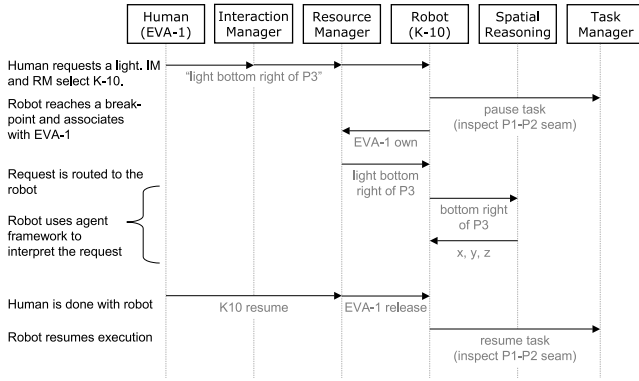 Human
(EVA-1)
Interaction
Manager
Resource
Manager
Robot
(K-10)
Spatial
Reasoning
Task
Manager
Human requests a light. IM
and RM select K-10.
"light bottom right of P3"
Robot reaches a break-
point and associates
with EVA-1
pause task
(inspect P1-P2 seam)
EVA-1 own
Request is routed to the
robot
light bottom
right of P3
Robot uses agent
framework to
interpret the request
bottom right
of P3
x, y, z
Human is done with robot
K10 resume
EVA-1 release
Robot resumes execution
resume task
(inspect P1-P2 seam)